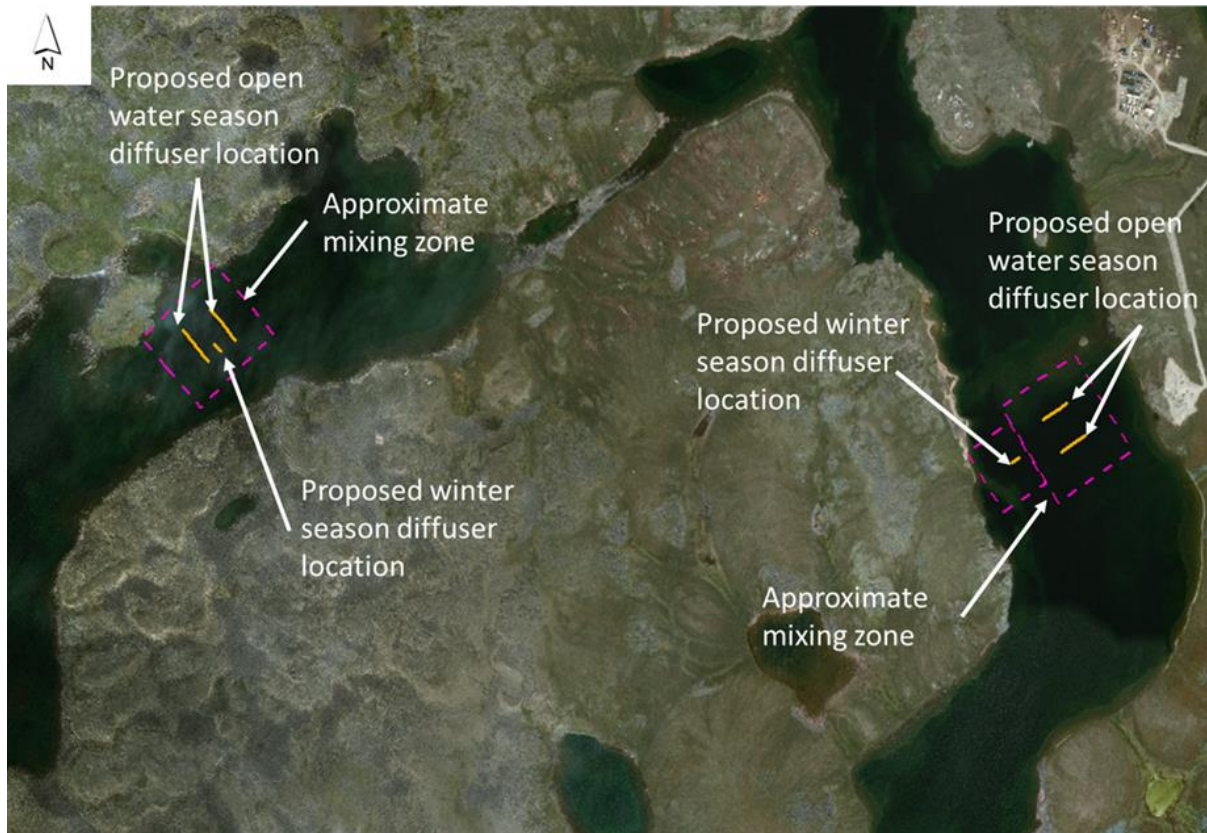 N
Proposed open
water season
diffuser location
Approximate
mixing zone
Proposed winter
season diffuser
location
Proposed open
water season
diffuser location
Proposed winter
season diffuser
location
Approximate
mixing zone